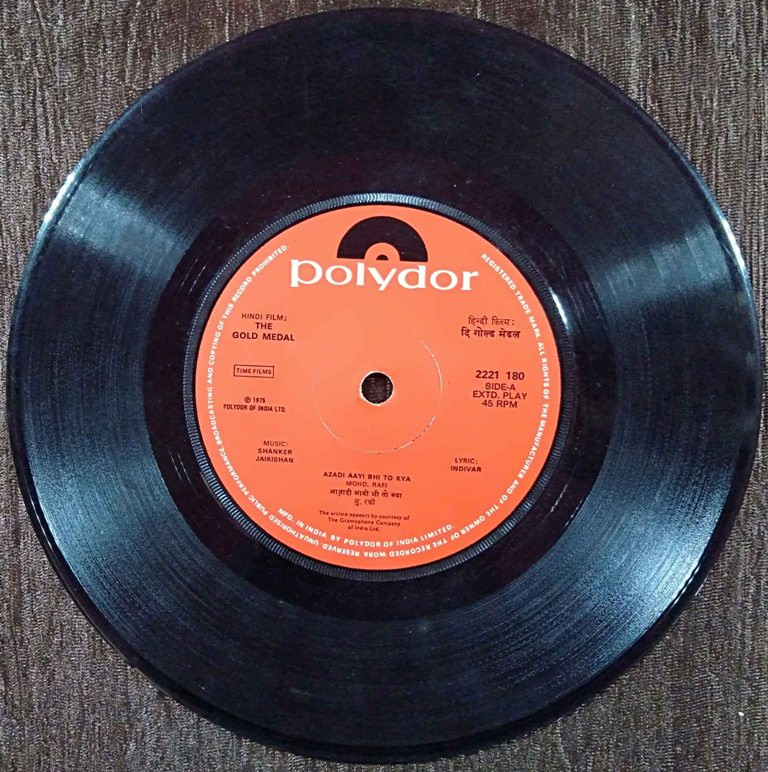 polydor
HINDI FILM:
THE
GOLD MEDAL
हिन्दी फ़िल्म:
दि गोल्ड मेडल
TIME FILMS
℗ 1975
POLYDOR OF INDIA LTD.
2221 180
SIDE-A
EXTD. PLAY
45 RPM
MUSIC:
SHANKER
JAIKISHAN
LYRIC:
INDIVAR
AZADI AAYI BHI TO KYA
MOHD. RAFI
आज़ादी आयी भी तो क्या
मु. रफ़ी
The artiste appears by courtesy of
The Gramophone Company
of India Ltd.
REGISTERED TRADE MARK. ALL RIGHTS OF THE MANUFACTURER AND OF THE OWNER OF THE RECORDED WORK RESERVED. UNAUTHORISED PUBLIC PERFORMANCE BROADCASTING AND COPYING OF THIS RECORD PROHIBITED.
MFD. IN INDIA BY POLYDOR OF INDIA LIMITED.